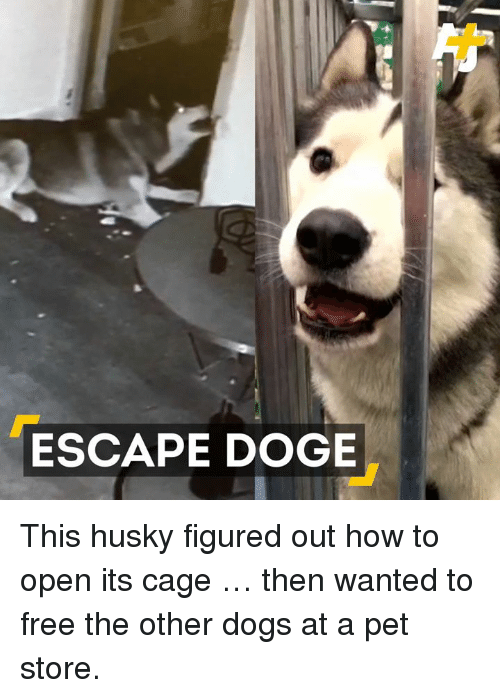 AJ+
ESCAPE DOGE
This husky figured out how to
open its cage … then wanted to
free the other dogs at a pet
store.